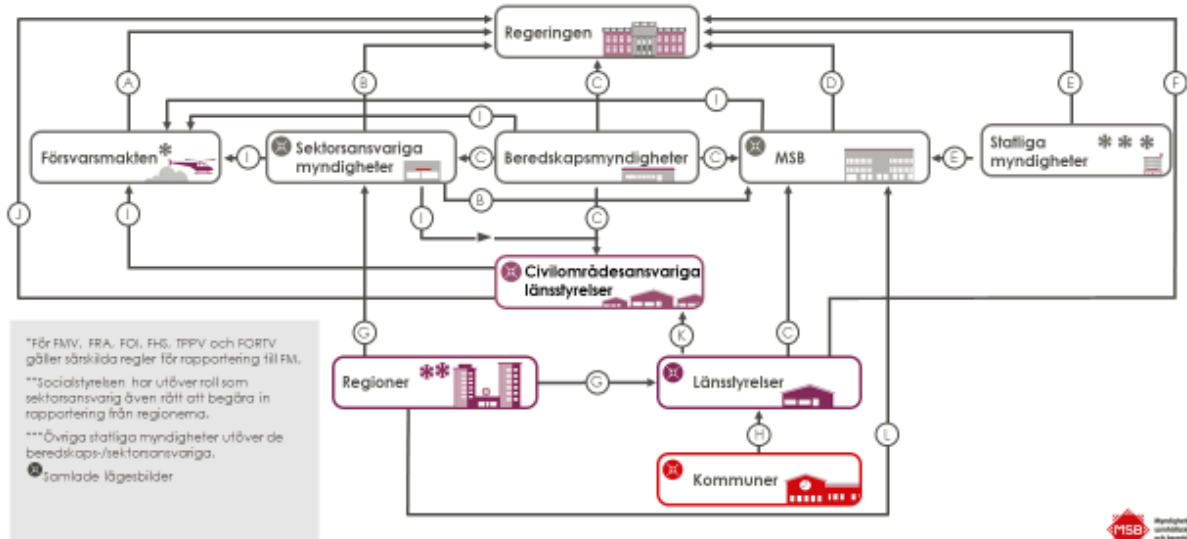 Regeringen
A
B
C
D
E
F
I
I
Försvarsmakten*
I
Sektorsansvariga
myndigheter
C
Beredskapsmyndigheter
C
MSB
E
Statliga
myndigheter
***
B
J
I
I
C
Civilområdesansvariga
länsstyrelser
G
K
C
Regioner
**
G
Länsstyrelser
H
L
Kommuner
*För FMV, FRA, FOI, FHS, TPPV och FORTV
gäller särskilda regler för rapportering till FM.
**Socialstyrelsen har utöver roll som
sektorsansvarig även rätt att begära in
rapportering från regionerna.
***Övriga statliga myndigheter utöver de
beredskaps-/sektorsansvariga.
Samlade lägesbilder
MSB